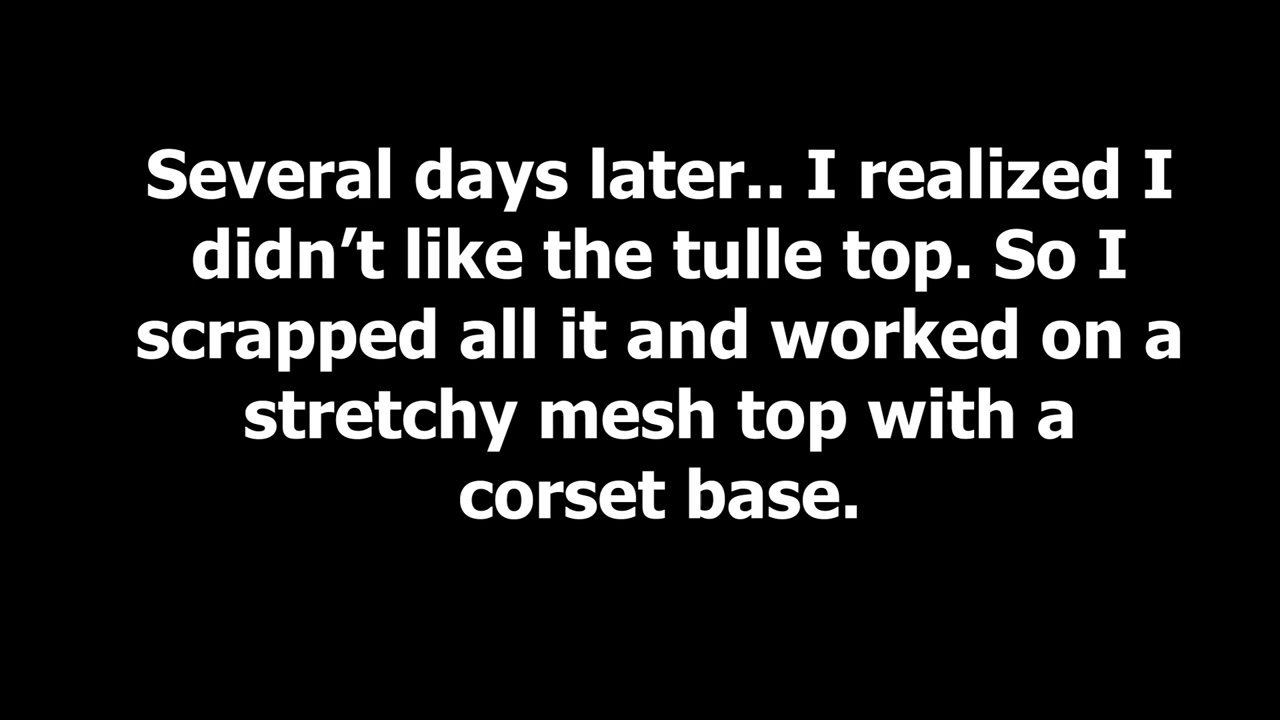 Several days later.. I realized I
didn’t like the tulle top. So I
scrapped all it and worked on a
stretchy mesh top with a
corset base.